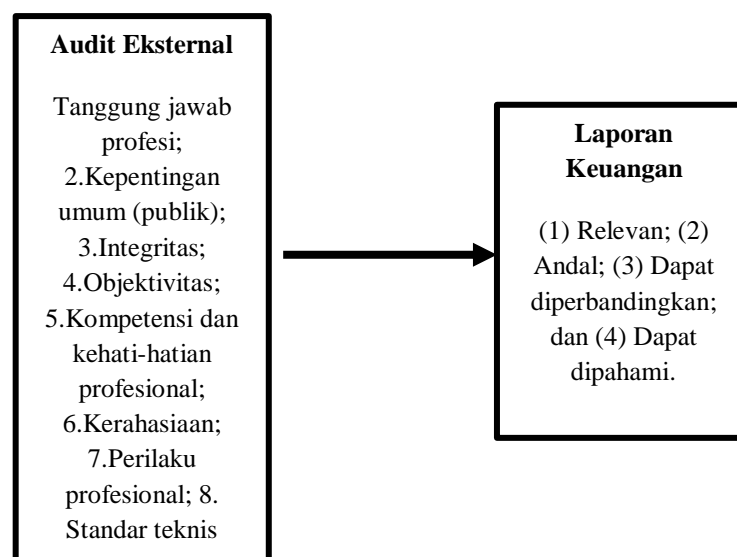 Audit Eksternal
Tanggung jawab
profesi;
2.Kepentingan
umum (publik);
3.Integritas;
4.Objektivitas;
5.Kompetensi dan
kehati-hatian
profesional;
6.Kerahasiaan;
7.Perilaku
profesional; 8.
Standar teknis
Laporan
Keuangan
(1) Relevan; (2)
Andal; (3) Dapat
diperbandingkan;
dan (4) Dapat
dipahami.